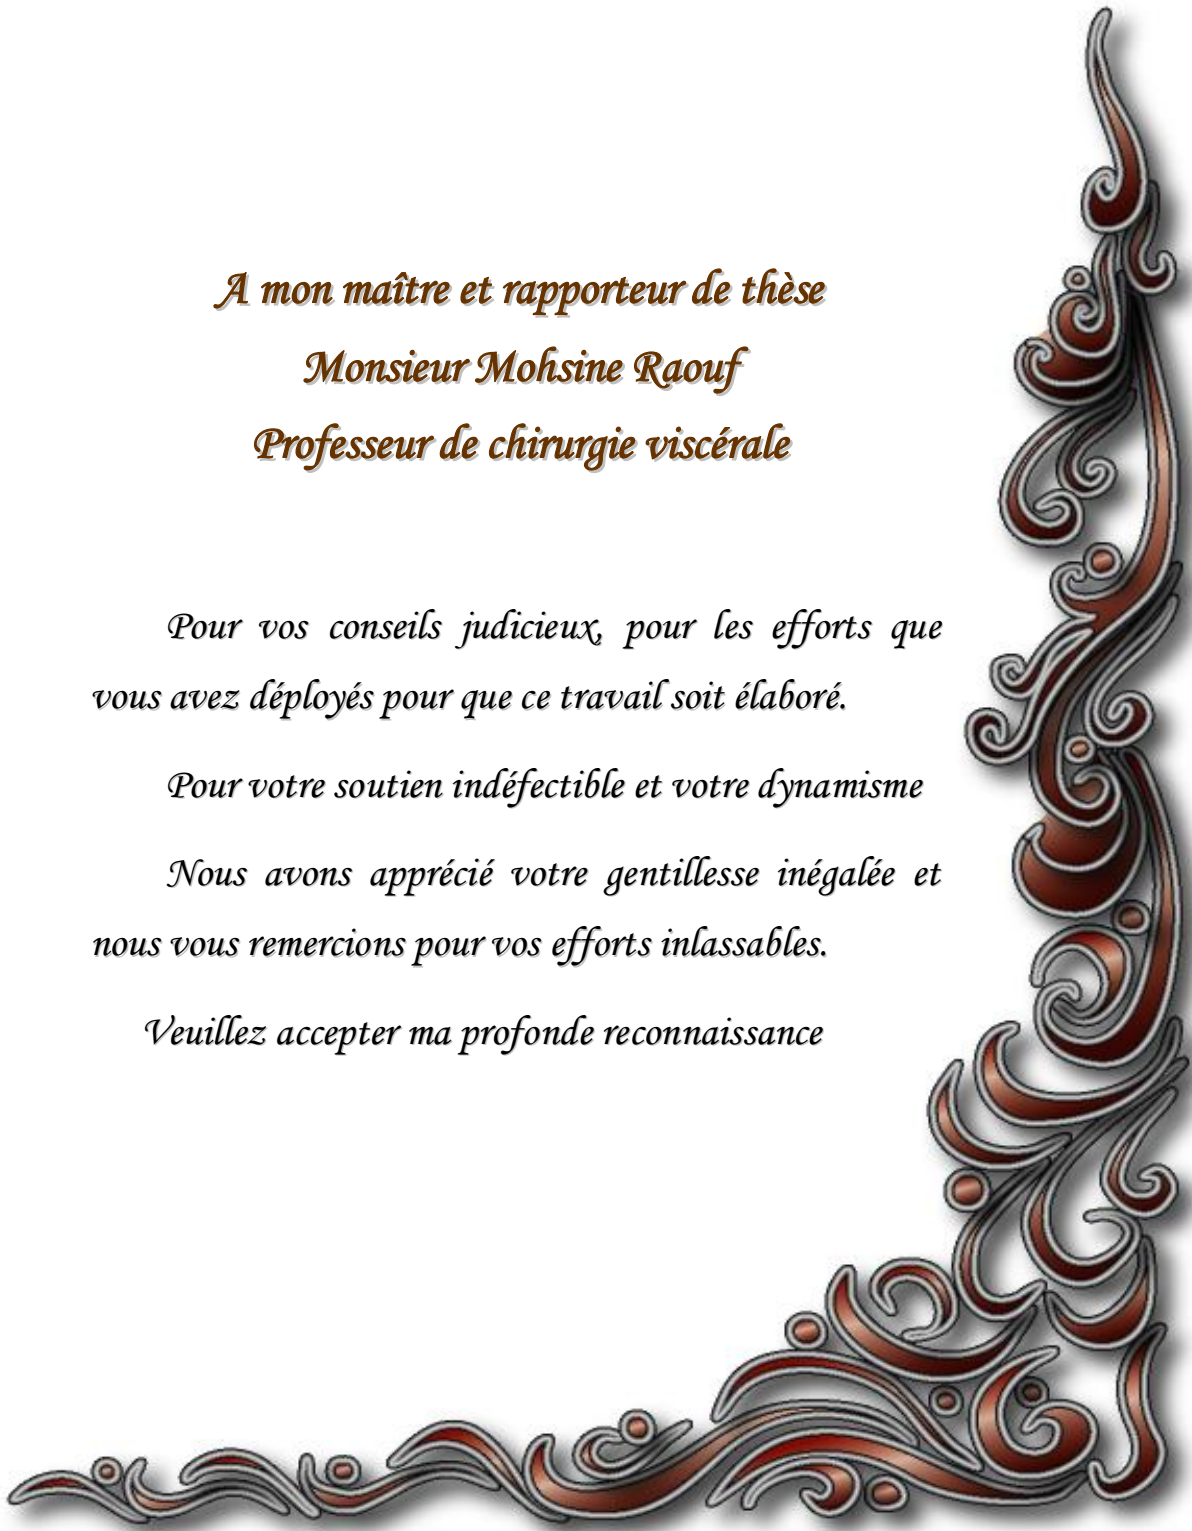 A mon maître et rapporteur de thèse
Monsieur Mohsine Raouf
Professeur de chirurgie viscérale
Pour vos conseils judicieux, pour les efforts que
vous avez déployés pour que ce travail soit élaboré.
Pour votre soutien indéfectible et votre dynamisme
Nous avons apprécié votre gentillesse inégalée et
nous vous remercions pour vos efforts inlassables.
Veuillez accepter ma profonde reconnaissance